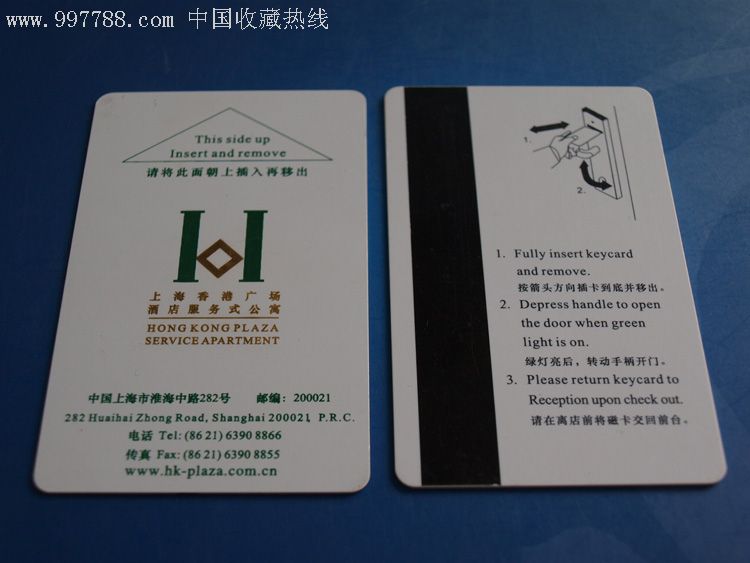 www.997788.com 中国收藏热线
This side up
Insert and remove
请将此面朝上插入再移出
上海香港广场
酒店服务式公寓
HONG KONG PLAZA
SERVICE APARTMENT
中国上海市淮海中路282号 邮编: 200021
282 Huaihai Zhong Road, Shanghai 200021, P.R.C.
电话 Tel: (86 21) 6390 8866
传真 Fax: (86 21) 6390 8855
www.hk-plaza.com.cn
1.
2.
1. Fully insert keycard
and remove.
按箭头方向插卡到底并移出。
2. Depress handle to open
the door when green
light is on.
绿灯亮后，转动手柄开门。
3. Please return keycard to
Reception upon check out.
请在离店前将磁卡交回前台。